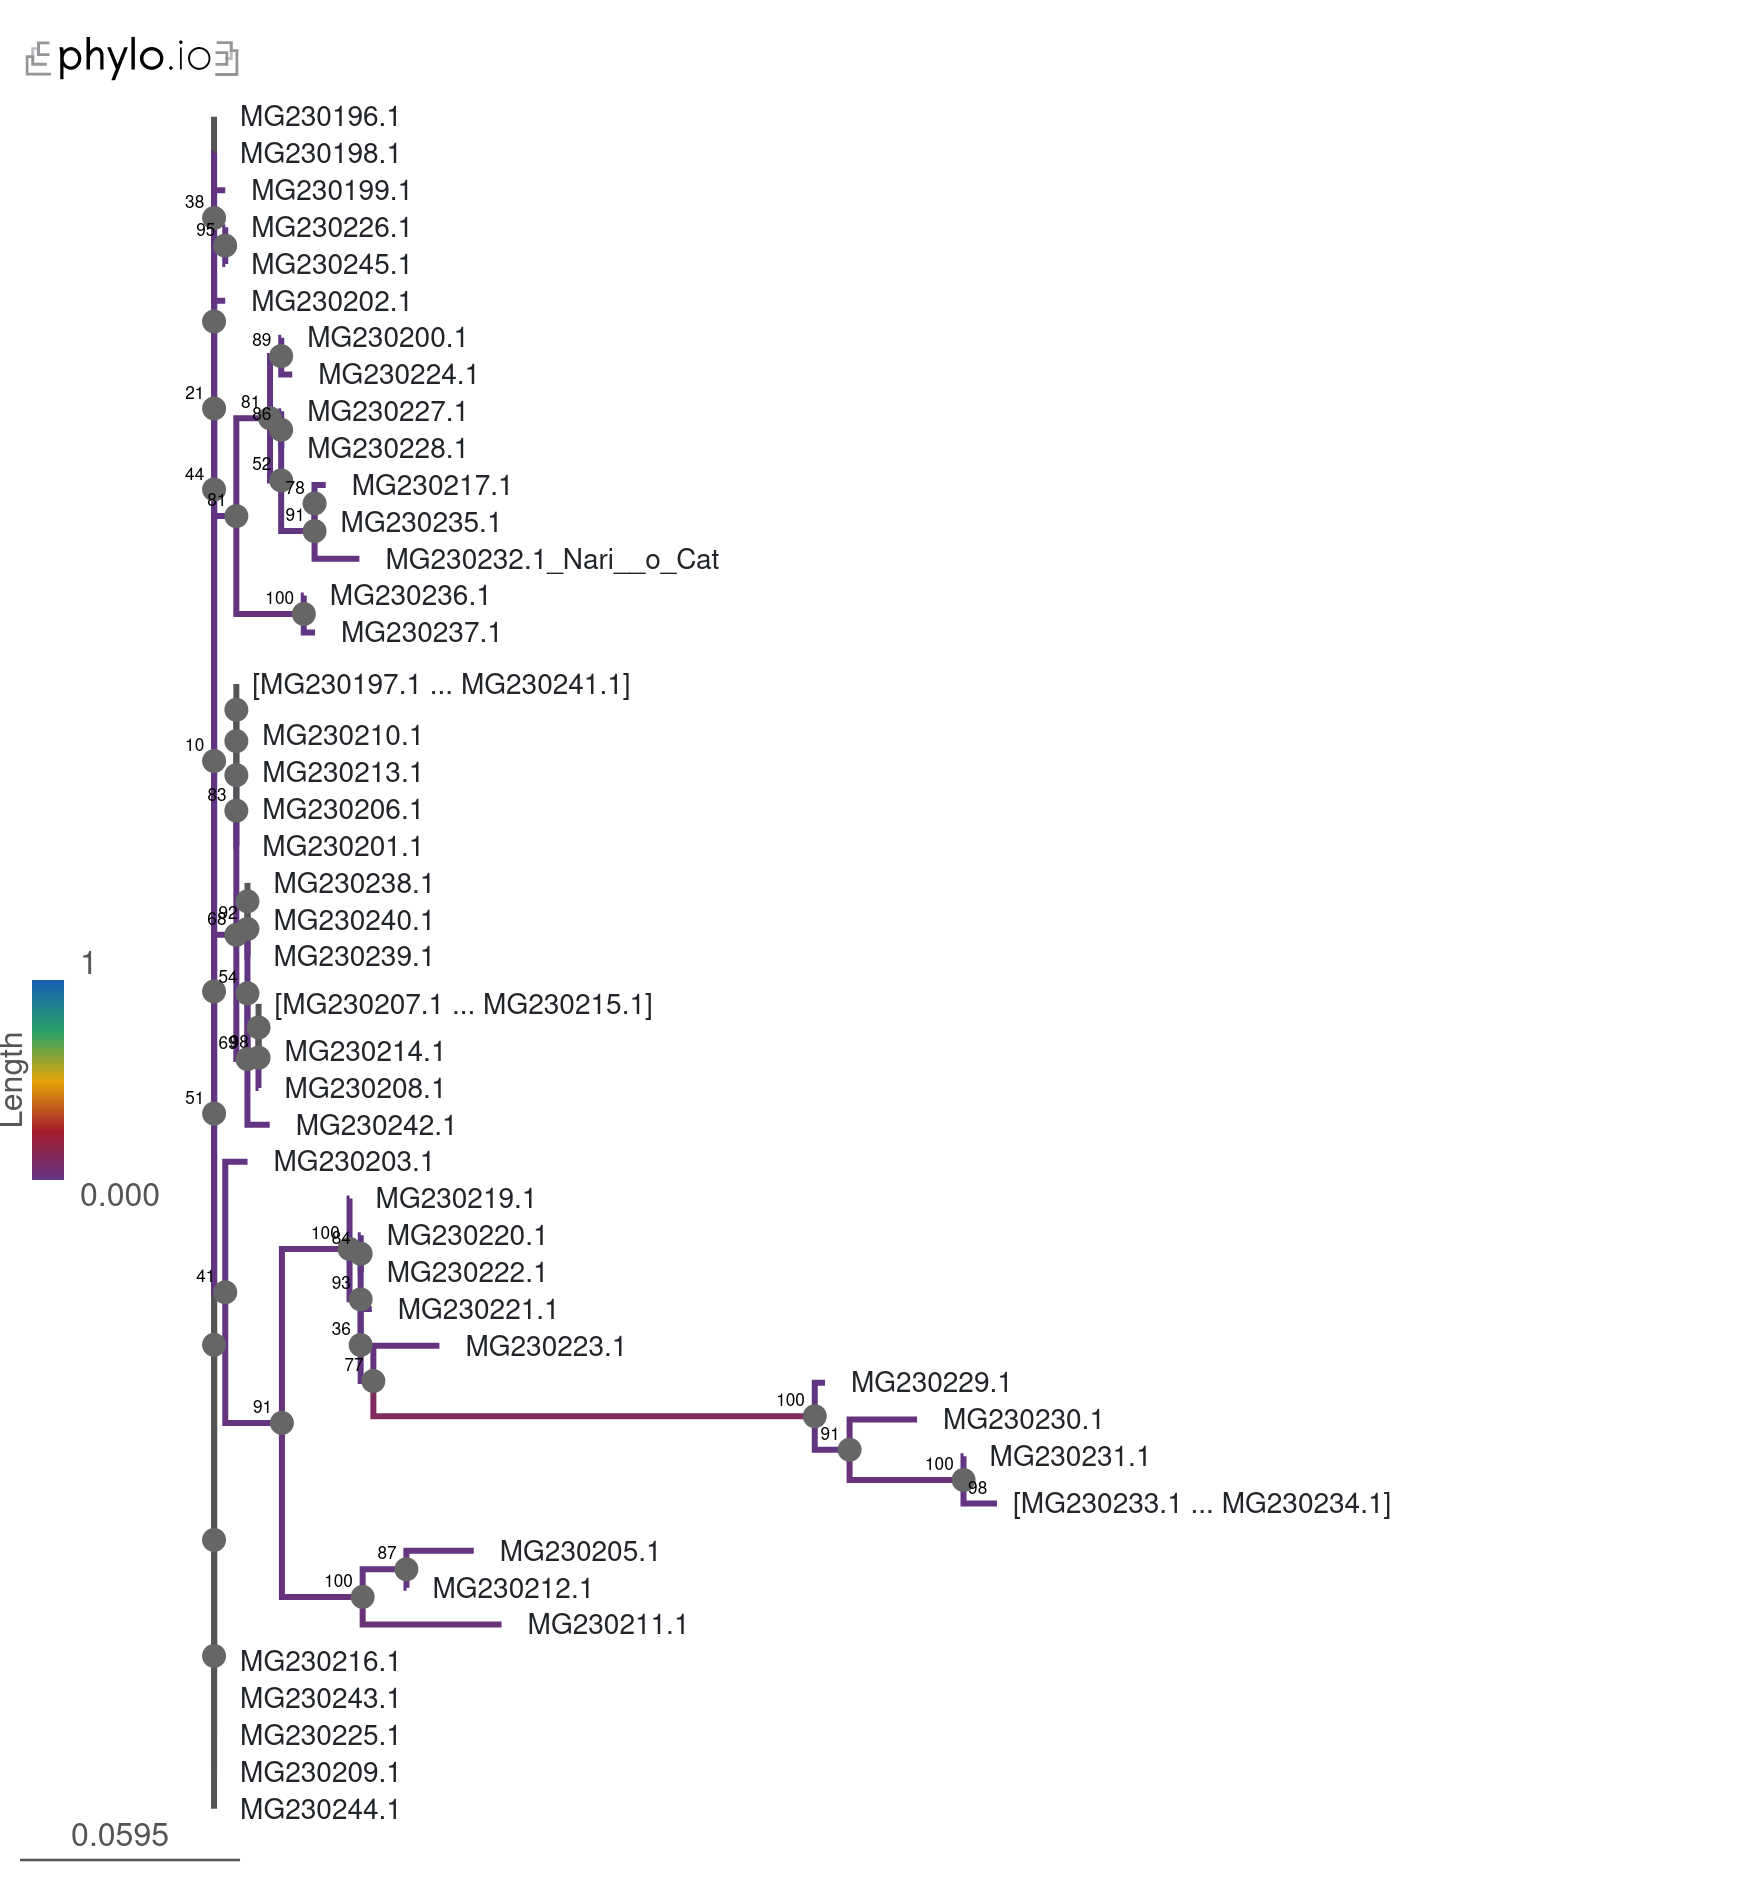 phylo.io
MG230196.1
MG230198.1
MG230199.1
38
MG230226.1
95
MG230245.1
MG230202.1
MG230200.1
89
MG230224.1
21
81
MG230227.1
86
MG230228.1
52
44
78
MG230217.1
81
91
MG230235.1
MG230232.1_Nari__o_Cat
MG230236.1
100
MG230237.1
[MG230197.1 ... MG230241.1]
MG230210.1
10
MG230213.1
83
MG230206.1
MG230201.1
MG230238.1
92
68
MG230240.1
MG230239.1
1
54
[MG230207.1 ... MG230215.1]
69
98
MG230214.1
Length
MG230208.1
51
MG230242.1
MG230203.1
0.000
MG230219.1
100
84
MG230220.1
41
93
MG230222.1
MG230221.1
36
MG230223.1
77
MG230229.1
100
91
MG230230.1
91
MG230231.1
100
98
[MG230233.1 ... MG230234.1]
87
MG230205.1
100
MG230212.1
MG230211.1
MG230216.1
MG230243.1
MG230225.1
MG230209.1
MG230244.1
0.0595